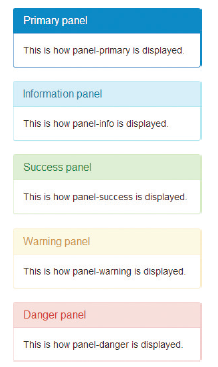 Primary panel
This is how panel-primary is displayed.
Information panel
This is how panel-info is displayed.
Success panel
This is how panel-success is displayed.
Warning panel
This is how panel-warning is displayed.
Danger panel
This is how panel-danger is displayed.